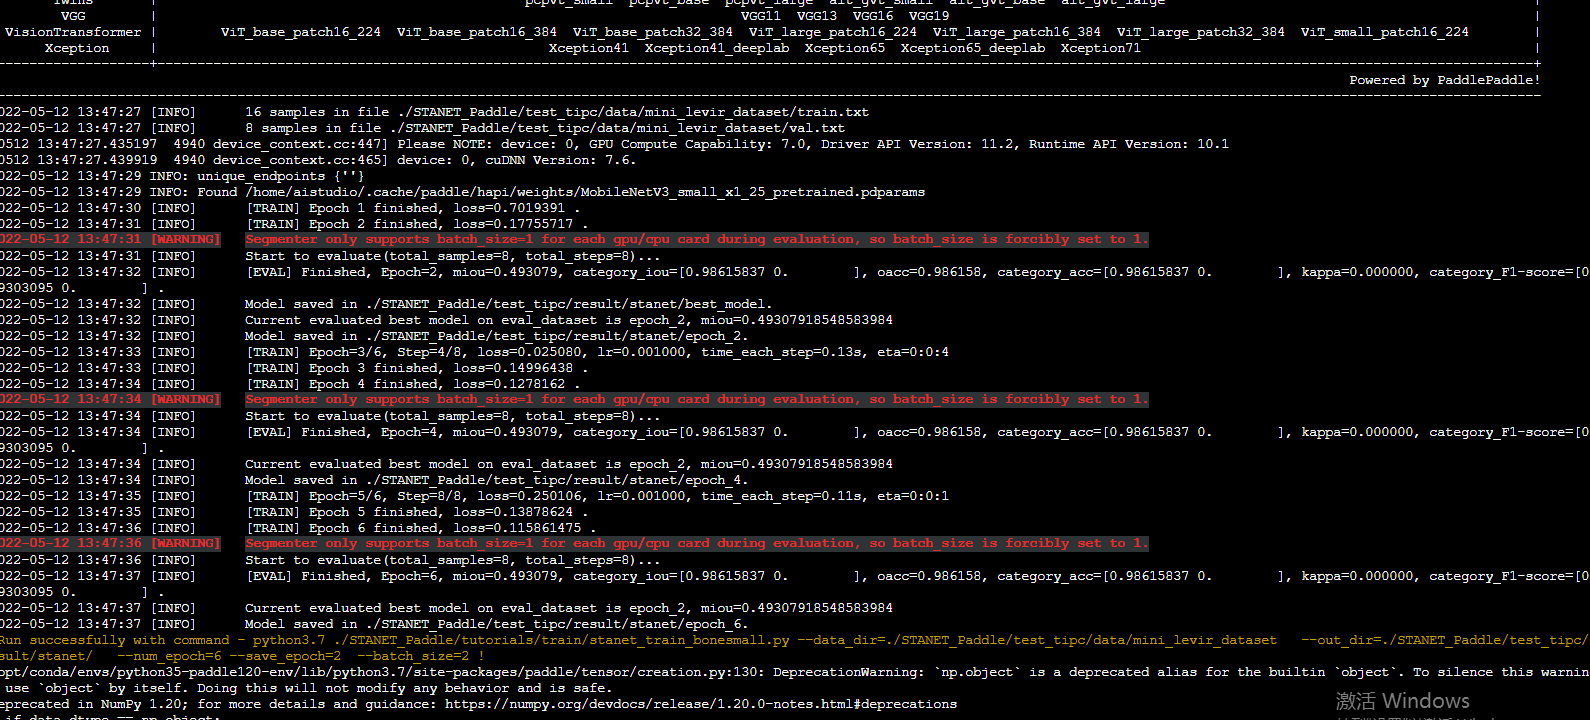 Twins | pcpvt_small pcpvt_base pcpvt_large alt_gvt_small alt_gvt_base alt_gvt_large |
VGG | VGG11 VGG13 VGG16 VGG19 |
VisionTransformer | ViT_base_patch16_224 ViT_base_patch16_384 ViT_base_patch32_384 ViT_large_patch16_224 ViT_large_patch16_384 ViT_large_patch32_384 ViT_small_patch16_224 |
Xception | Xception41 Xception41_deeplab Xception65 Xception65_deeplab Xception71 |
Powered by PaddlePaddle!
022-05-12 13:47:27 [INFO] 16 samples in file ./STANET_Paddle/test_tipc/data/mini_levir_dataset/train.txt
022-05-12 13:47:27 [INFO] 8 samples in file ./STANET_Paddle/test_tipc/data/mini_levir_dataset/val.txt
0512 13:47:27.435197 4940 device_context.cc:447] Please NOTE: device: 0, GPU Compute Capability: 7.0, Driver API Version: 11.2, Runtime API Version: 10.1
0512 13:47:27.439919 4940 device_context.cc:465] device: 0, cuDNN Version: 7.6.
022-05-12 13:47:29 INFO: unique_endpoints {''}
022-05-12 13:47:29 INFO: Found /home/aistudio/.cache/paddle/hapi/weights/MobileNetV3_small_x1_25_pretrained.pdparams
022-05-12 13:47:30 [INFO] [TRAIN] Epoch 1 finished, loss=0.7019391 .
022-05-12 13:47:31 [INFO] [TRAIN] Epoch 2 finished, loss=0.17755717 .
022-05-12 13:47:31 [WARNING] Segmenter only supports batch_size=1 for each gpu/cpu card during evaluation, so batch_size is forcibly set to 1.
022-05-12 13:47:31 [INFO] Start to evaluate(total_samples=8, total_steps=8)...
022-05-12 13:47:32 [INFO] [EVAL] Finished, Epoch=2, miou=0.493079, category_iou=[0.98615837 0. ], oacc=0.986158, category_acc=[0.98615837 0. ], kappa=0.000000, category_F1-score=[0
9303095 0. ] .
022-05-12 13:47:32 [INFO] Model saved in ./STANET_Paddle/test_tipc/result/stanet/best_model.
022-05-12 13:47:32 [INFO] Current evaluated best model on eval_dataset is epoch_2, miou=0.49307918548583984
022-05-12 13:47:32 [INFO] Model saved in ./STANET_Paddle/test_tipc/result/stanet/epoch_2.
022-05-12 13:47:33 [INFO] [TRAIN] Epoch=3/6, Step=4/8, loss=0.025080, lr=0.001000, time_each_step=0.13s, eta=0:0:4
022-05-12 13:47:33 [INFO] [TRAIN] Epoch 3 finished, loss=0.14996438 .
022-05-12 13:47:34 [INFO] [TRAIN] Epoch 4 finished, loss=0.1278162 .
022-05-12 13:47:34 [WARNING] Segmenter only supports batch_size=1 for each gpu/cpu card during evaluation, so batch_size is forcibly set to 1.
022-05-12 13:47:34 [INFO] Start to evaluate(total_samples=8, total_steps=8)...
022-05-12 13:47:34 [INFO] [EVAL] Finished, Epoch=4, miou=0.493079, category_iou=[0.98615837 0. ], oacc=0.986158, category_acc=[0.98615837 0. ], kappa=0.000000, category_F1-score=[0
9303095 0. ] .
022-05-12 13:47:34 [INFO] Current evaluated best model on eval_dataset is epoch_2, miou=0.49307918548583984
022-05-12 13:47:34 [INFO] Model saved in ./STANET_Paddle/test_tipc/result/stanet/epoch_4.
022-05-12 13:47:35 [INFO] [TRAIN] Epoch=5/6, Step=8/8, loss=0.250106, lr=0.001000, time_each_step=0.11s, eta=0:0:1
022-05-12 13:47:35 [INFO] [TRAIN] Epoch 5 finished, loss=0.13878624 .
022-05-12 13:47:36 [INFO] [TRAIN] Epoch 6 finished, loss=0.115861475 .
022-05-12 13:47:36 [WARNING] Segmenter only supports batch_size=1 for each gpu/cpu card during evaluation, so batch_size is forcibly set to 1.
022-05-12 13:47:36 [INFO] Start to evaluate(total_samples=8, total_steps=8)...
022-05-12 13:47:37 [INFO] [EVAL] Finished, Epoch=6, miou=0.493079, category_iou=[0.98615837 0. ], oacc=0.986158, category_acc=[0.98615837 0. ], kappa=0.000000, category_F1-score=[0
9303095 0. ] .
022-05-12 13:47:37 [INFO] Current evaluated best model on eval_dataset is epoch_2, miou=0.49307918548583984
022-05-12 13:47:37 [INFO] Model saved in ./STANET_Paddle/test_tipc/result/stanet/epoch_6.
Run successfully with command - python3.7 ./STANET_Paddle/tutorials/train/stanet_train_bonesmall.py --data_dir=./STANET_Paddle/test_tipc/data/mini_levir_dataset --out_dir=./STANET_Paddle/test_tipc/
sult/stanet/ --num_epoch=6 --save_epoch=2 --batch_size=2 !
opt/conda/envs/python35-paddle120-env/lib/python3.7/site-packages/paddle/tensor/creation.py:130: DeprecationWarning: `np.object` is a deprecated alias for the builtin `object`. To silence this warnin
use `object` by itself. Doing this will not modify any behavior and is safe.
eprecated in NumPy 1.20; for more details and guidance: https://numpy.org/devdocs/release/1.20.0-notes.html#deprecations
if data.dtype == np.object:
激活 Windows